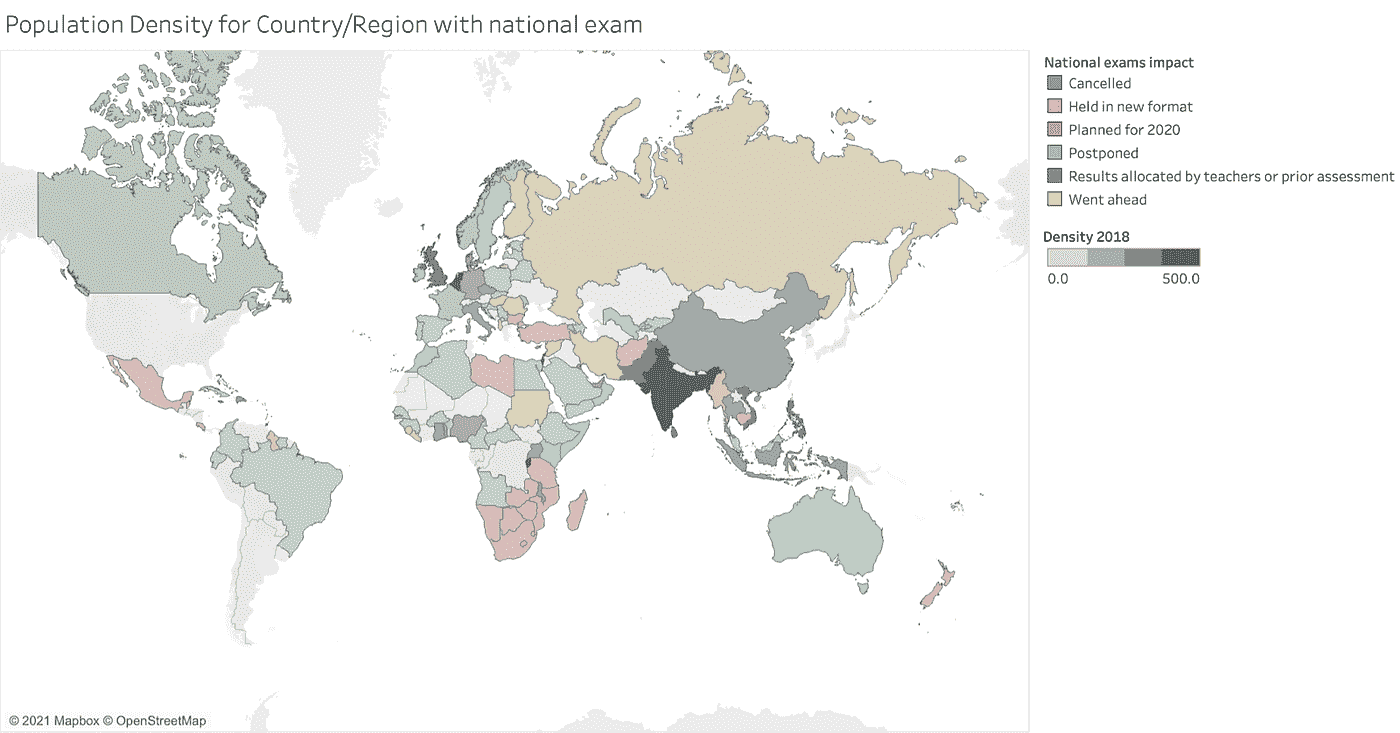 Population Density for Country/Region with national exam
National exams impact
Cancelled
Held in new format
Planned for 2020
Postponed
Results allocated by teachers or prior assessment
Went ahead
Density 2018
0.0 500.0
© 2021 Mapbox © OpenStreetMap